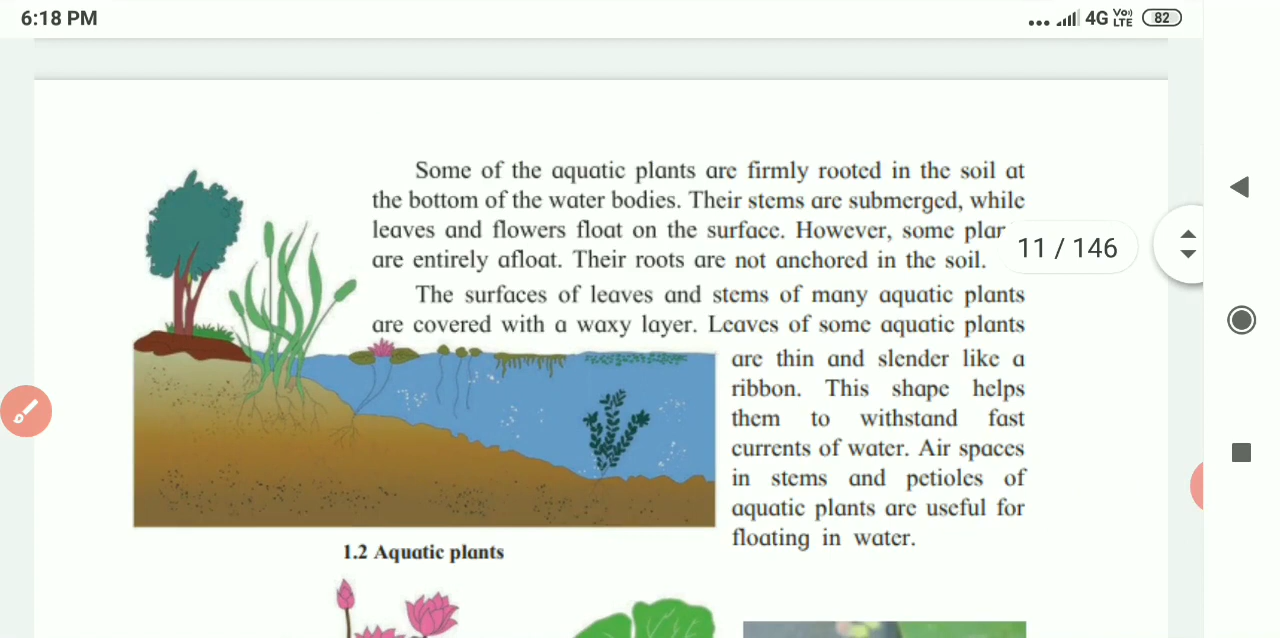 6:18 PM
... 4G Vo)) LTE 82
Some of the aquatic plants are firmly rooted in the soil at
the bottom of the water bodies. Their stems are submerged, while
leaves and flowers float on the surface. However, some plan
are entirely afloat. Their roots are not anchored in the soil.
11 / 146
The surfaces of leaves and stems of many aquatic plants
are covered with a waxy layer. Leaves of some aquatic plants
are thin and slender like a
ribbon. This shape helps
them to withstand fast
currents of water. Air spaces
in stems and petioles of
aquatic plants are useful for
floating in water.
1.2 Aquatic plants